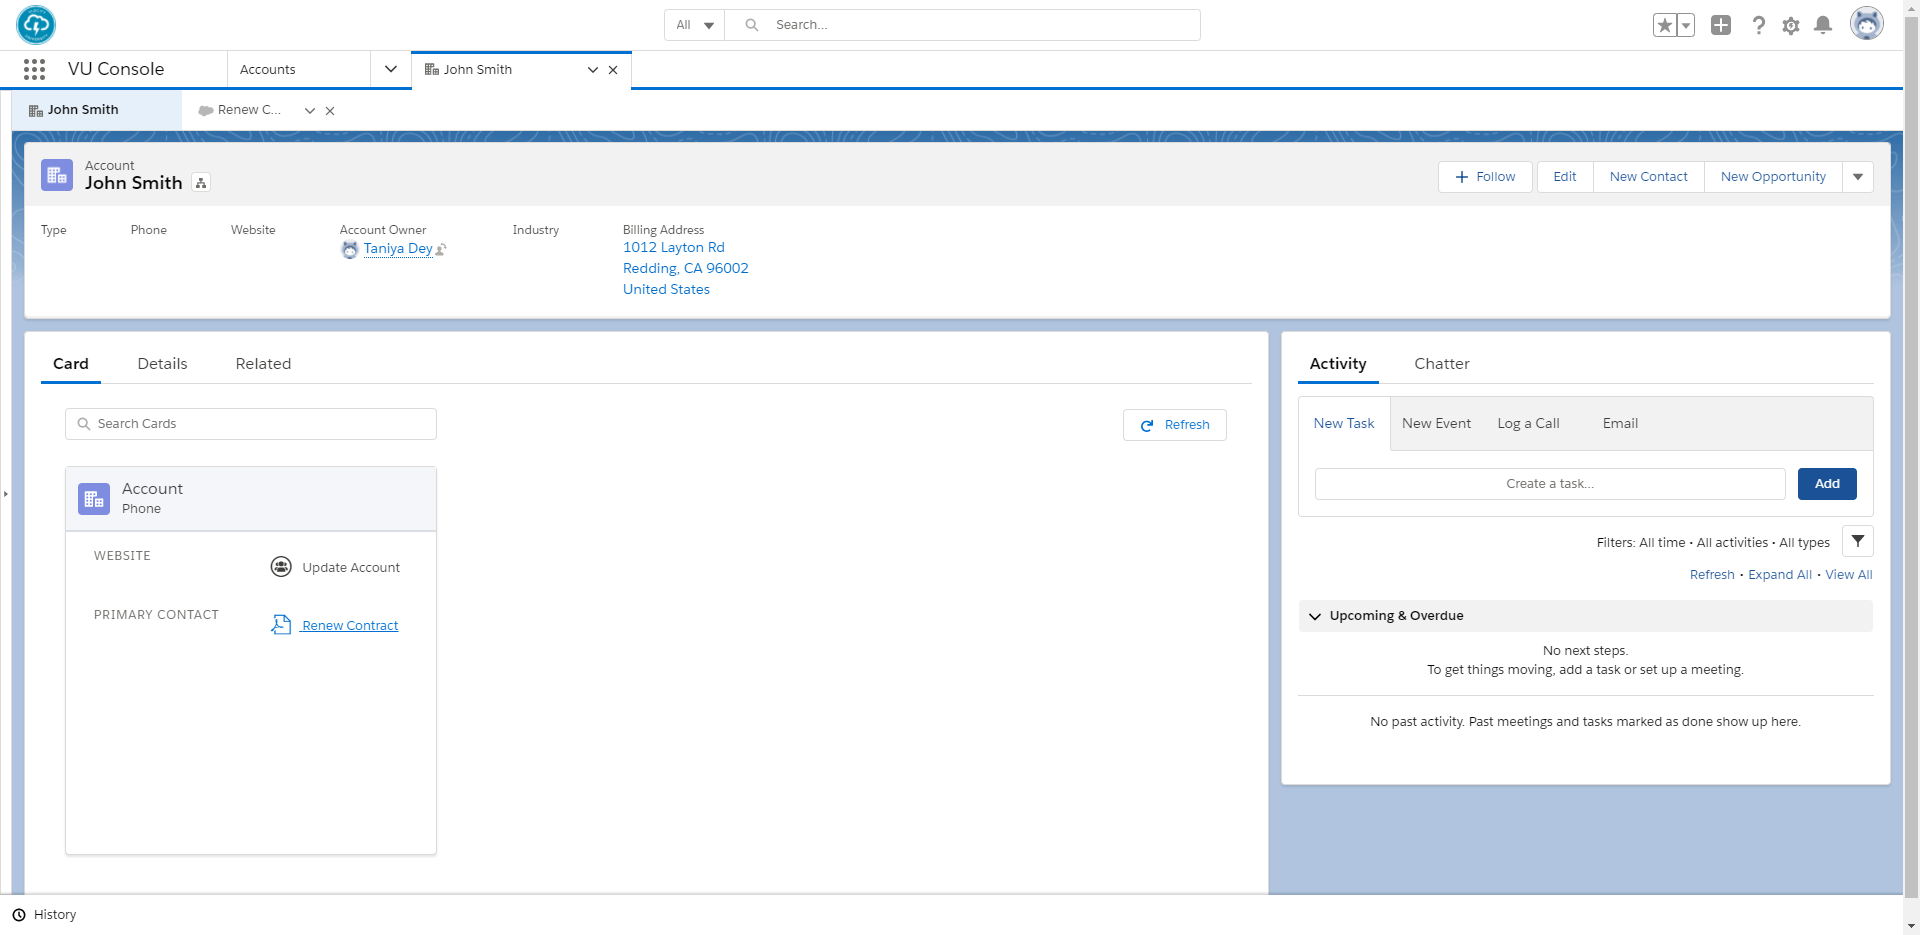 All
Search...
VU Console
Accounts
John Smith
John Smith
Renew C...
Account
John Smith
Follow
Edit
New Contact
New Opportunity
Type
Phone
Website
Account Owner
Taniya Dey
Industry
Billing Address
1012 Layton Rd
Redding, CA 96002
United States
Card
Details
Related
Search Cards
Refresh
Account
Phone
WEBSITE
Update Account
PRIMARY CONTACT
Renew Contract
Activity
Chatter
New Task
New Event
Log a Call
Email
Create a task...
Add
Filters: All time • All activities • All types
Refresh • Expand All • View All
Upcoming & Overdue
No next steps.
To get things moving, add a task or set up a meeting.
No past activity. Past meetings and tasks marked as done show up here.
History